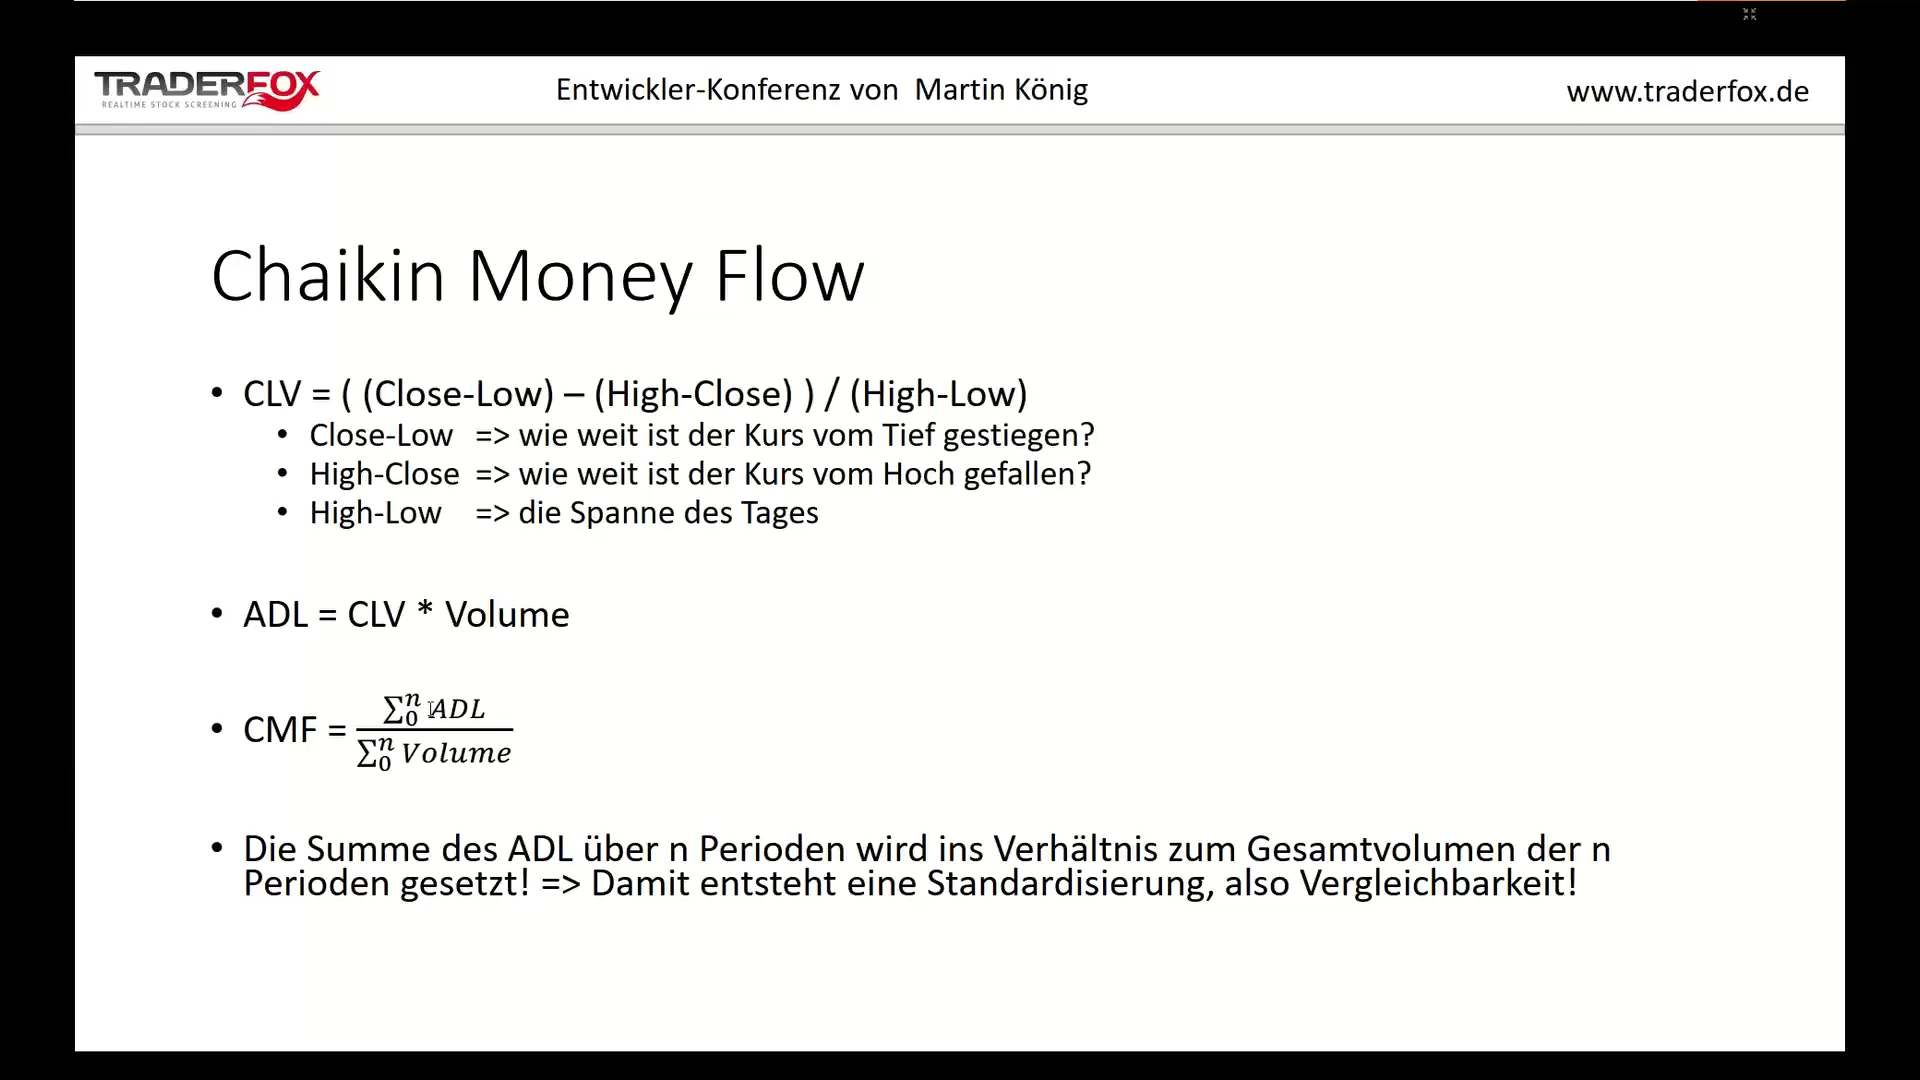 TRADERFOX
REALTIME STOCK SCREENING
Entwickler-Konferenz von Martin König
www.traderfox.de
Chaikin Money Flow
• CLV = ( (Close-Low) – (High-Close) ) / (High-Low)
• Close-Low => wie weit ist der Kurs vom Tief gestiegen?
• High-Close => wie weit ist der Kurs vom Hoch gefallen?
• High-Low => die Spanne des Tages
• ADL = CLV * Volume
• CMF = \frac{\sum_0^n ADL}{\sum_0^n Volume}
• Die Summe des ADL über n Perioden wird ins Verhältnis zum Gesamtvolumen der n
Perioden gesetzt! => Damit entsteht eine Standardisierung, also Vergleichbarkeit!